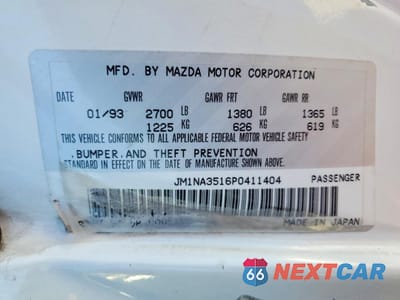 MFD. BY MAZDA MOTOR CORPORATION
DATE GVWR GAWR FRT GAWR RR
01/93 2700 LB 1380 LB 1365 LB
1225 KG 626 KG 619 KG
THIS VEHICLE CONFORMS TO ALL APPLICABLE FEDERAL MOTOR VEHICLE SAFETY
BUMPER AND THEFT PREVENTION
STANDARD IN EFFECT ON THE DATE OF MANUFACTURE SHOWN ABOVE
JM1NA3516P0411404 PASSENGER
MADE IN JAPAN
66 NEXTCAR